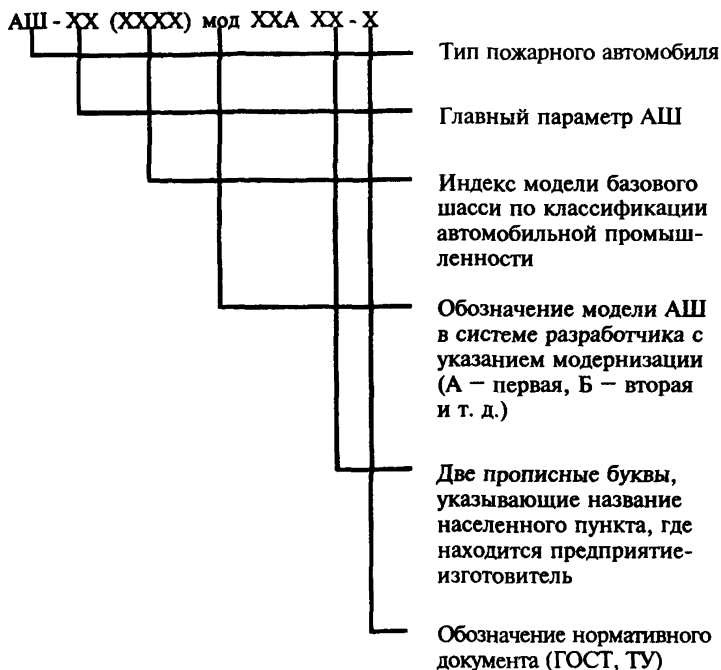 АШ - ХХ (ХХХХ) мод ХХА ХХ - Х
Тип пожарного автомобиля
Главный параметр АШ
Индекс модели базового
шасси по классификации
автомобильной промыш-
ленности
Обозначение модели АШ
в системе разработчика с
указанием модернизации
(А — первая, Б — вторая
и т. д.)
Две прописные буквы,
указывающие название
населенного пункта, где
находится предприятие-
изготовитель
Обозначение нормативного
документа (ГОСТ, ТУ)